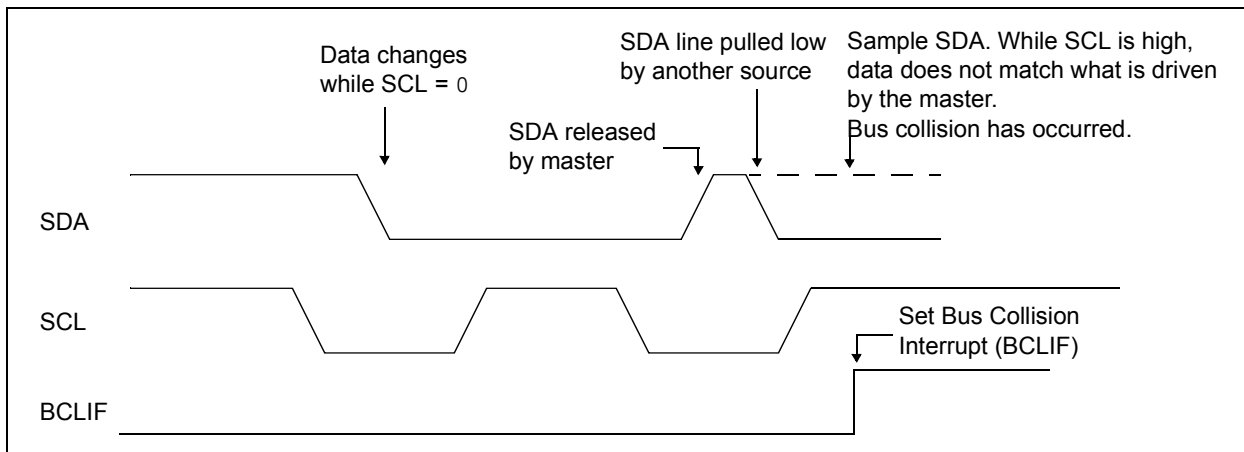 Data changes
while SCL = 0
SDA line pulled low
by another source
Sample SDA. While SCL is high,
data does not match what is driven
by the master.
Bus collision has occurred.
SDA released
by master
SDA
SCL
Set Bus Collision
Interrupt (BCLIF)
BCLIF